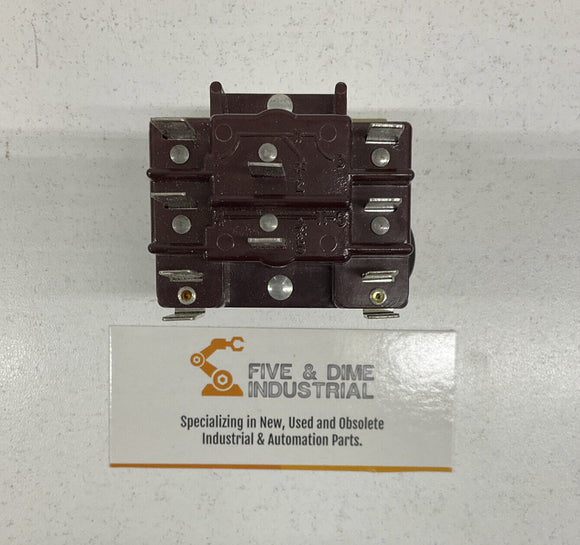 FIVE & DIME
INDUSTRIAL
Specializing in New, Used and Obsolete
Industrial & Automation Parts.